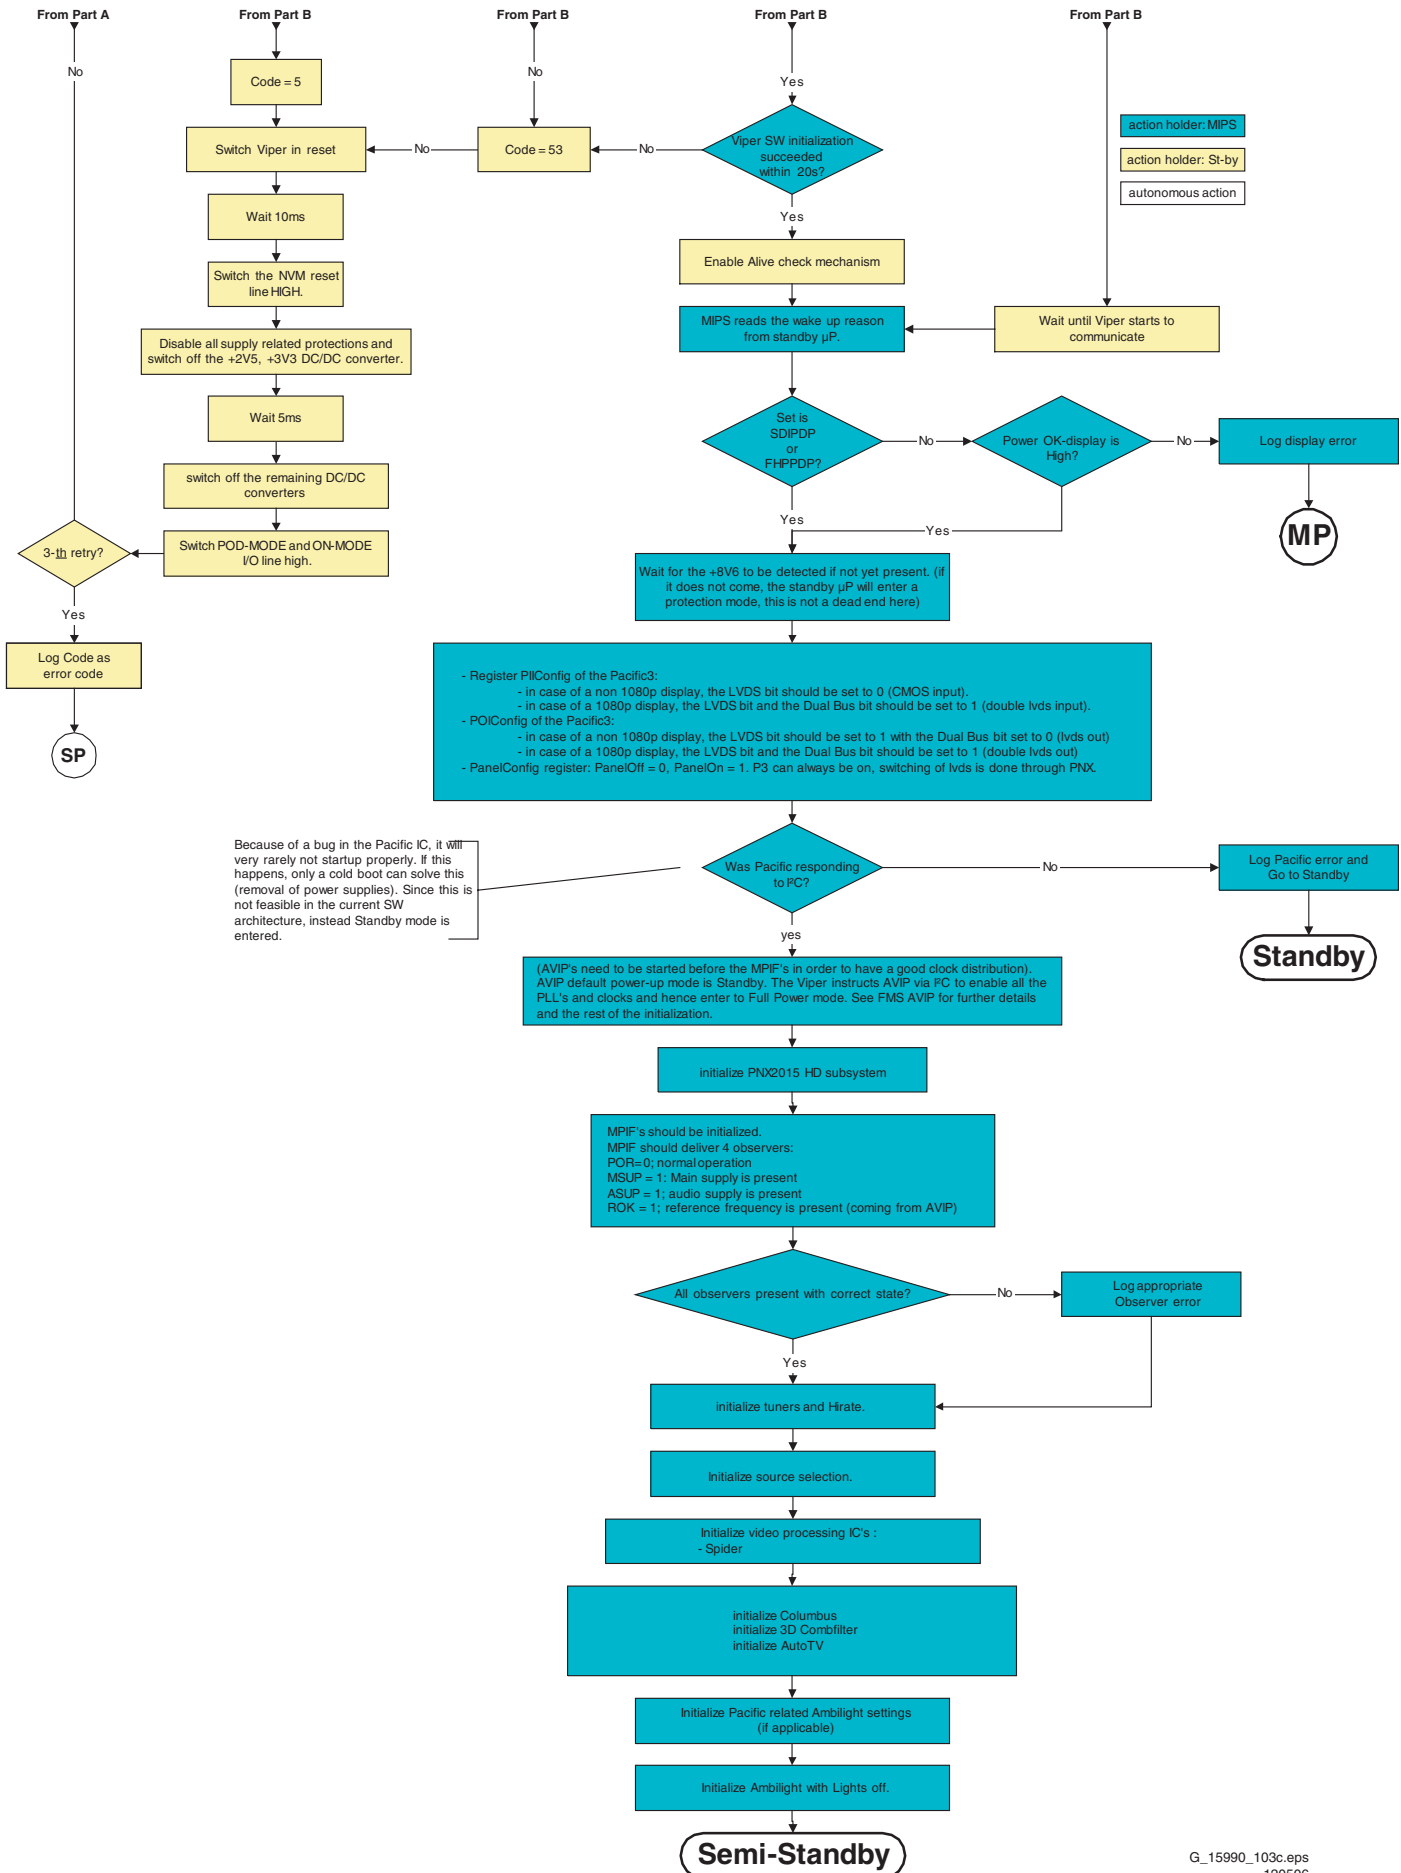 From Part A
From Part B
From Part B
From Part B
From Part B
No
Code = 5
No
Yes
action holder: MIPS
action holder: St-by
autonomous action
Switch Viper in reset
No
Code = 53
No
Viper SW initialization
succeeded
within 20s?
Wait 10ms
Yes
Switch the NVM reset
line HIGH.
Enable Alive check mechanism
Disable all supply related protections and
switch off the +2V5, +3V3 DC/DC converter.
MIPS reads the wake up reason
from standby µP.
Wait until Viper starts to
communicate
Wait 5ms
Set is
SDIPDP
or
FHPPDP?
No
Power OK-display is
High?
No
Log display error
switch off the remaining DC/DC
converters
Yes
Yes
MP
3-th retry?
Switch POD-MODE and ON-MODE
I/O line high.
Wait for the +8V6 to be detected if not yet present. (if
it does not come, the standby µP will enter a
protection mode, this is not a dead end here)
Yes
Log Code as
error code
SP
- Register PIIConfig of the Pacific3:
- in case of a non 1080p display, the LVDS bit should be set to 0 (CMOS input).
- in case of a 1080p display, the LVDS bit and the Dual Bus bit should be set to 1 (double lvds input).
- POIConfig of the Pacific3:
- in case of a non 1080p display, the LVDS bit should be set to 1 with the Dual Bus bit set to 0 (lvds out)
- in case of a 1080p display, the LVDS bit and the Dual Bus bit should be set to 1 (double lvds out)
- PanelConfig register: PanelOff = 0, PanelOn = 1. P3 can always be on, switching of lvds is done through PNX.
Because of a bug in the Pacific IC, it will
very rarely not startup properly. If this
happens, only a cold boot can solve this
(removal of power supplies). Since this is
not feasible in the current SW
architecture, instead Standby mode is
entered.
Was Pacific responding
to I²C?
No
Log Pacific error and
Go to Standby
Standby
yes
(AVIP's need to be started before the MPIF's in order to have a good clock distribution).
AVIP default power-up mode is Standby. The Viper instructs AVIP via I²C to enable all the
PLL's and clocks and hence enter to Full Power mode. See FMS AVIP for further details
and the rest of the initialization.
initialize PNX2015 HD subsystem
MPIF's should be initialized.
MPIF should deliver 4 observers:
POR=0; normal operation
MSUP = 1: Main supply is present
ASUP = 1; audio supply is present
ROK = 1; reference frequency is present (coming from AVIP)
All observers present with correct state?
No
Log appropriate
Observer error
Yes
initialize tuners and Hirate.
Initialize source selection.
Initialize video processing IC's :
- Spider
initialize Columbus
initialize 3D Combfilter
initialize AutoTV
Initialize Pacific related Ambilight settings
(if applicable)
Initialize Ambilight with Lights off.
Semi-Standby
G_15990_103c.eps